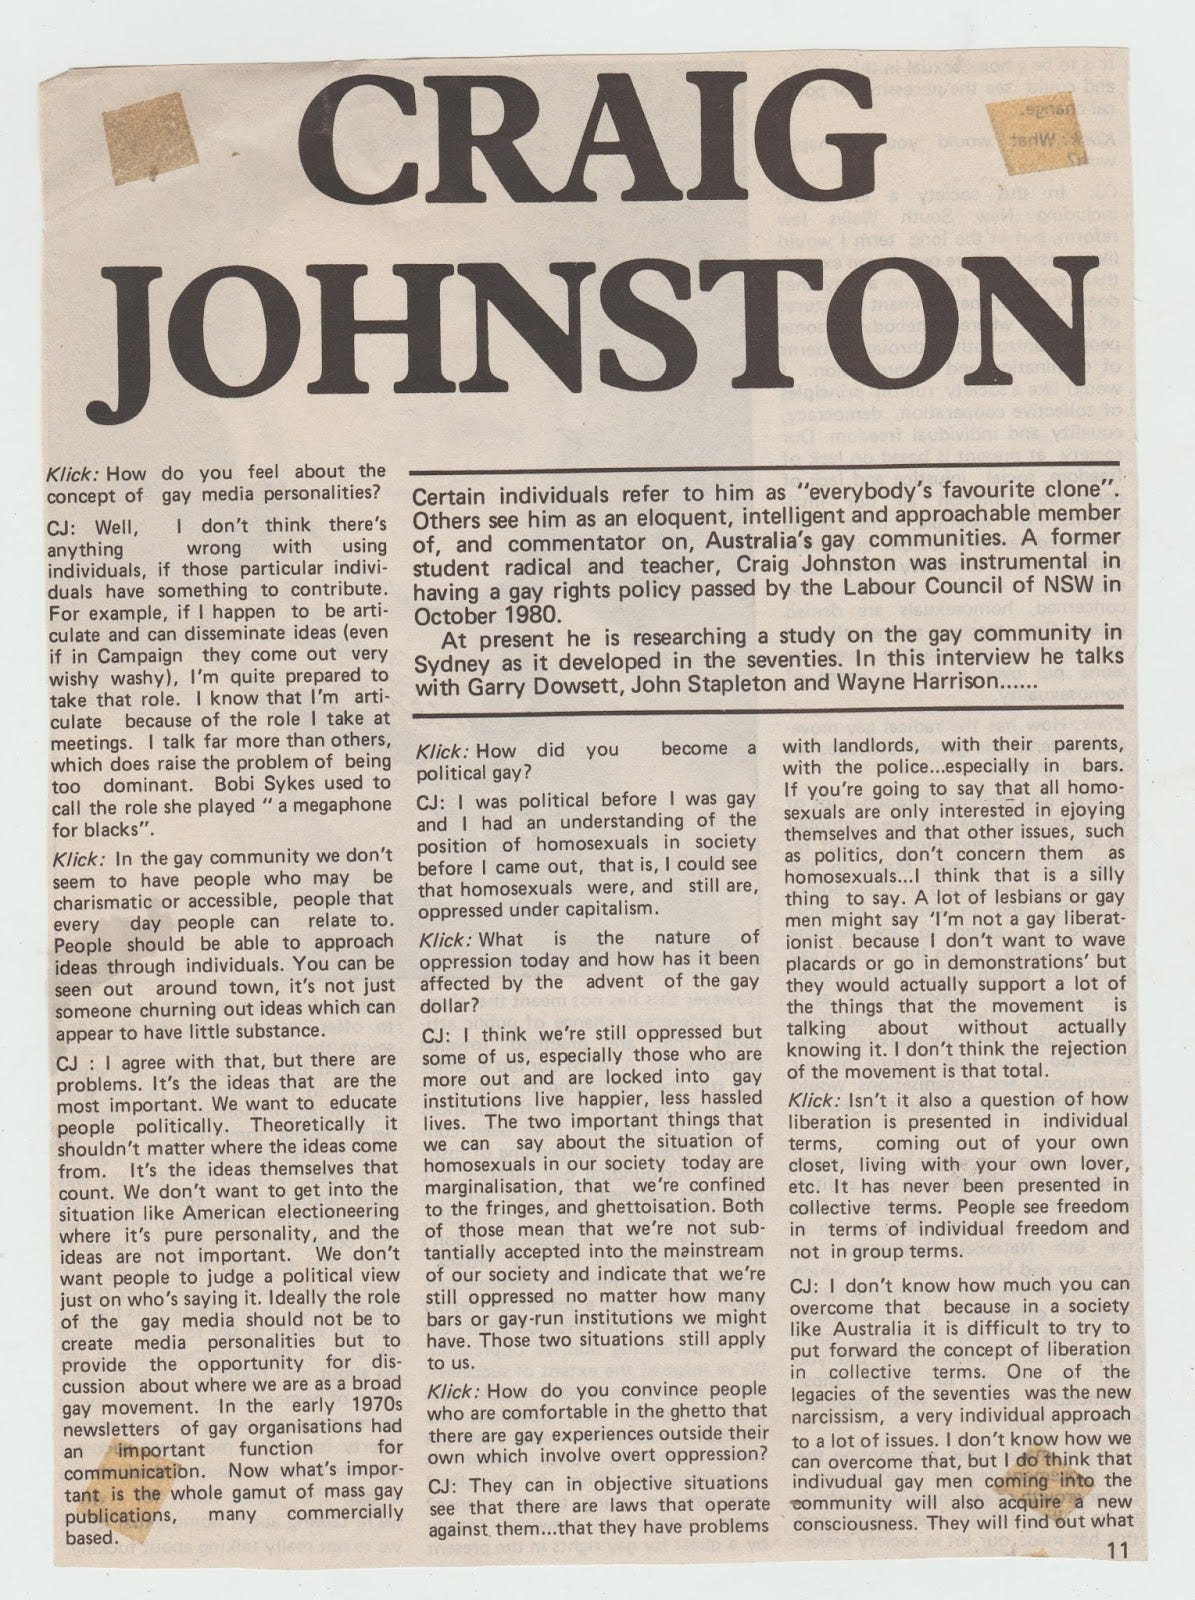 CRAIG
JOHNSTON
Klick: How do you feel about the
concept of gay media personalities?
CJ: Well, I don't think there's
anything wrong with using
individuals, if those particular indivi-
duals have something to contribute.
For example, if I happen to be arti-
culate and can disseminate ideas (even
if in Campaign they come out very
wishy washy), I'm quite prepared to
take that role. I know that I'm arti-
culate because of the role I take at
meetings. I talk far more than others,
which does raise the problem of being
too dominant. Bobi Sykes used to
call the role she played " a megaphone
for blacks".
Klick: In the gay community we don't
seem to have people who may be
charismatic or accessible, people that
every day people can relate to.
People should be able to approach
ideas through individuals. You can be
seen out around town, it's not just
someone churning out ideas which can
appear to have little substance.
CJ : I agree with that, but there are
problems. It's the ideas that are the
most important. We want to educate
people politically. Theoretically it
shouldn't matter where the ideas come
from. It's the ideas themselves that
count. We don't want to get into the
situation like American electioneering
where it's pure personality, and the
ideas are not important. We don't
want people to judge a political view
just on who's saying it. Ideally the role
of the gay media should not be to
create media personalities but to
provide the opportunity for dis-
cussion about where we are as a broad
gay movement. In the early 1970s
newsletters of gay organisations had
an important function for
communication. Now what's impor-
tant is the whole gamut of mass gay
publications, many commercially
based.
Certain individuals refer to him as "everybody's favourite clone".
Others see him as an eloquent, intelligent and approachable member
of, and commentator on, Australia's gay communities. A former
student radical and teacher, Craig Johnston was instrumental in
having a gay rights policy passed by the Labour Council of NSW in
October 1980.
At present he is researching a study on the gay community in
Sydney as it developed in the seventies. In this interview he talks
with Garry Dowsett, John Stapleton and Wayne Harrison......
Klick: How did you become a
political gay?
CJ: I was political before I was gay
and I had an understanding of the
position of homosexuals in society
before I came out, that is, I could see
that homosexuals were, and still are,
oppressed under capitalism.
Klick: What is the nature of
oppression today and how has it been
affected by the advent of the gay
dollar?
CJ: I think we're still oppressed but
some of us, especially those who are
more out and are locked into gay
institutions live happier, less hassled
lives. The two important things that
we can say about the situation of
homosexuals in our society today are
marginalisation, that we're confined
to the fringes, and ghettoisation. Both
of those mean that we're not sub-
tantially accepted into the mainstream
of our society and indicate that we're
still oppressed no matter how many
bars or gay-run institutions we might
have. Those two situations still apply
to us.
Klick: How do you convince people
who are comfortable in the ghetto that
there are gay experiences outside their
own which involve overt oppression?
CJ: They can in objective situations
see that there are laws that operate
against them...that they have problems
with landlords, with their parents,
with the police...especially in bars.
If you're going to say that all homo-
sexuals are only interested in ejoying
themselves and that other issues, such
as politics, don't concern them as
homosexuals...I think that is a silly
thing to say. A lot of lesbians or gay
men might say 'I'm not a gay liberat-
ionist because I don't want to wave
placards or go in demonstrations' but
they would actually support a lot of
the things that the movement is
talking about without actually
knowing it. I don't think the rejection
of the movement is that total.
Klick: Isn't it also a question of how
liberation is presented in individual
terms, coming out of your own
closet, living with your own lover,
etc. It has never been presented in
collective terms. People see freedom
in terms of individual freedom and
not in group terms.
CJ: I don't know how much you can
overcome that because in a society
like Australia it is difficult to try to
put forward the concept of liberation
in collective terms. One of the
legacies of the seventies was the new
narcissism, a very individual approach
to a lot of issues. I don't know how we
can overcome that, but I do think that
indivudual gay men coming into the
community will also acquire a new
consciousness. They will find out what
11